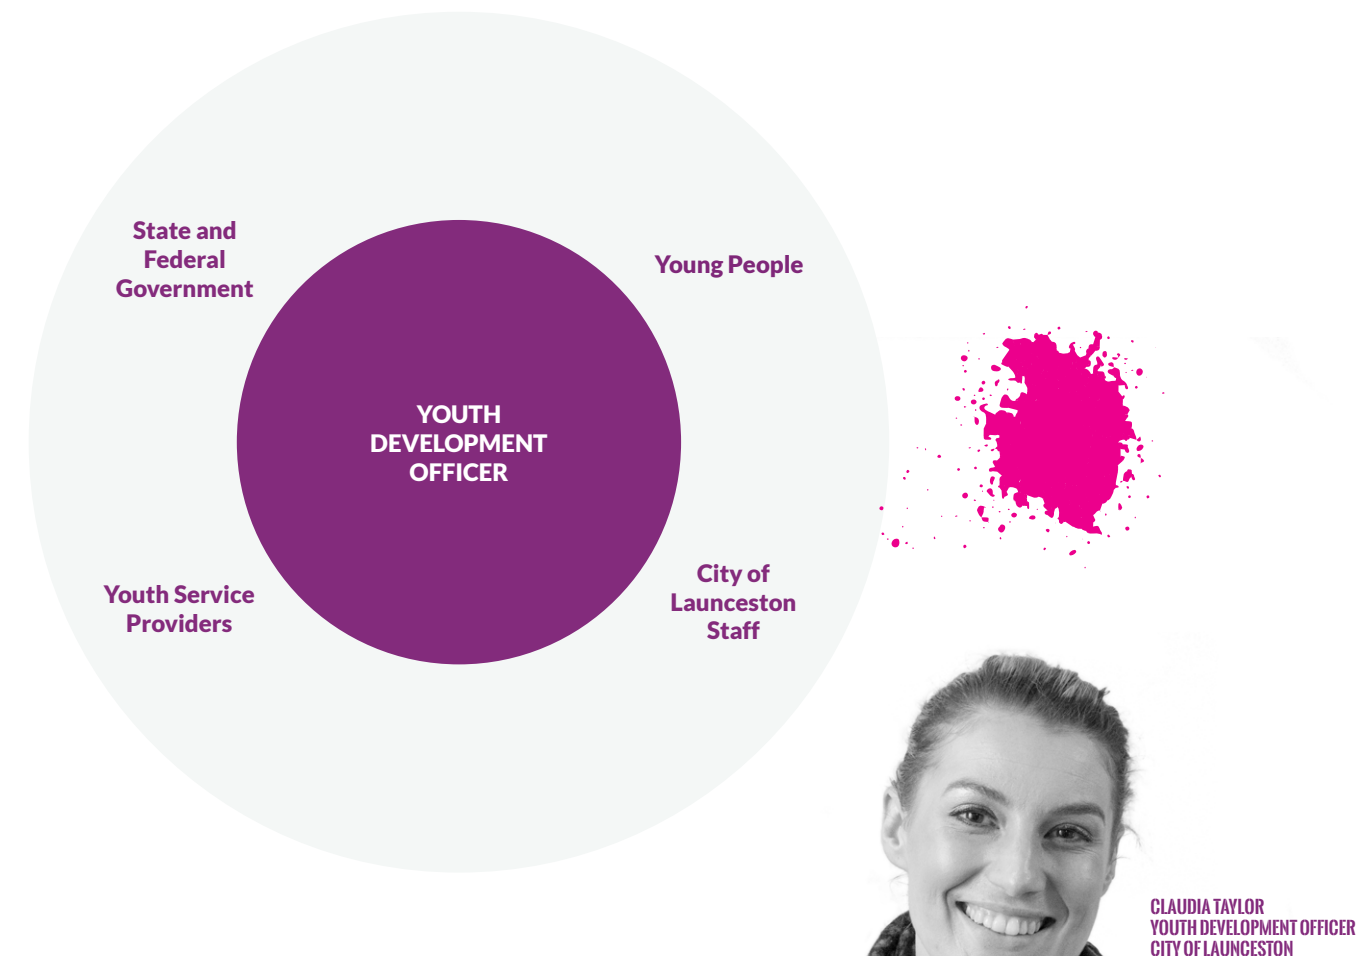 State and
Federal
Government
Young People
YOUTH
DEVELOPMENT
OFFICER
Youth Service
Providers
City of
Launceston
Staff
CLAUDIA TAYLOR
YOUTH DEVELOPMENT OFFICER
CITY OF LAUNCESTON